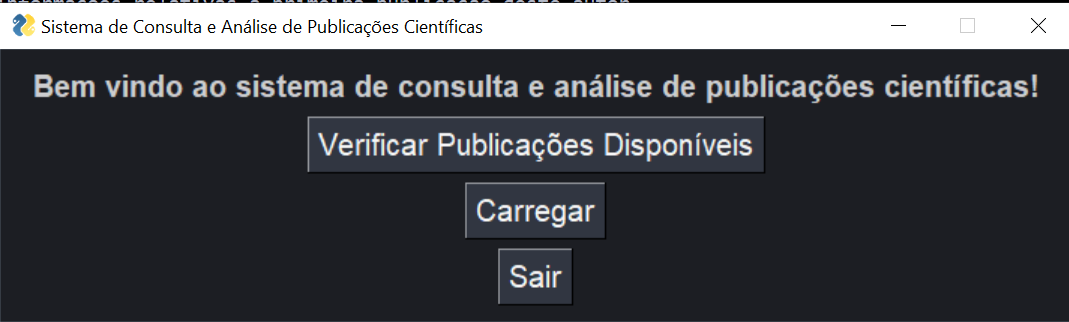 Sistema de Consulta e Análise de Publicações Científicas
Bem vindo ao sistema de consulta e análise de publicações científicas!
Verificar Publicações Disponíveis
Carregar
Sair